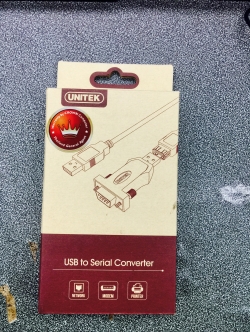 UNITEK
USB to Serial Converter
NETWORK
MODEM
PRINTER